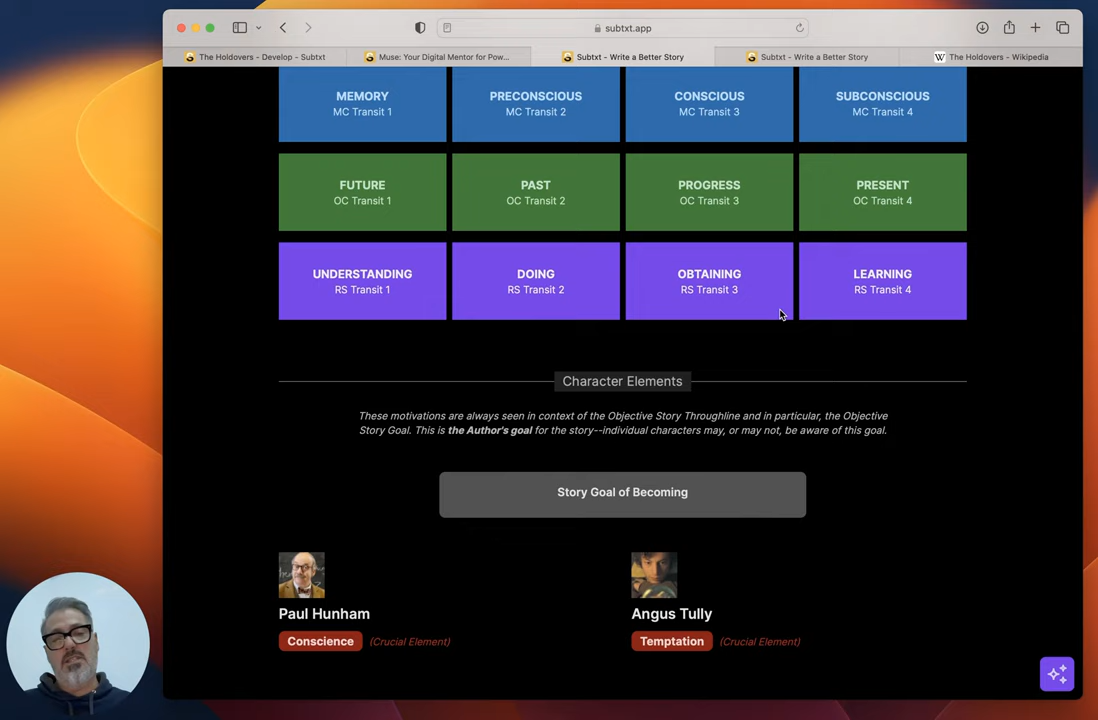 subtxt.app
The Holdovers - Develop - Subtxt
Muse: Your Digital Mentor for Pow...
Subtxt - Write a Better Story
Subtxt - Write a Better Story
W The Holdovers - Wikipedia
MEMORY
MC Transit 1
PRECONSCIOUS
MC Transit 2
CONSCIOUS
MC Transit 3
SUBCONSCIOUS
MC Transit 4
FUTURE
OC Transit 1
PAST
OC Transit 2
PROGRESS
OC Transit 3
PRESENT
OC Transit 4
UNDERSTANDING
RS Transit 1
DOING
RS Transit 2
OBTAINING
RS Transit 3
LEARNING
RS Transit 4
Character Elements
These motivations are always seen in context of the Objective Story Throughline and in particular, the Objective
Story Goal. This is the Author's goal for the story--individual characters may, or may not, be aware of this goal.
Story Goal of Becoming
Paul Hunham
Conscience (Crucial Element)
Angus Tully
Temptation (Crucial Element)